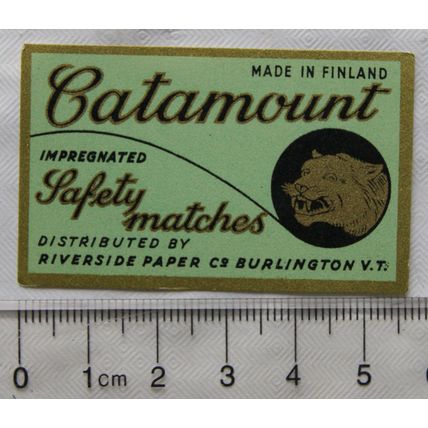 MADE IN FINLAND
Catamount
IMPREGNATED
Safety
matches
DISTRIBUTED BY
RIVERSIDE PAPER Cº BURLINGTON V.T.
0 1cm 2 3 4 5